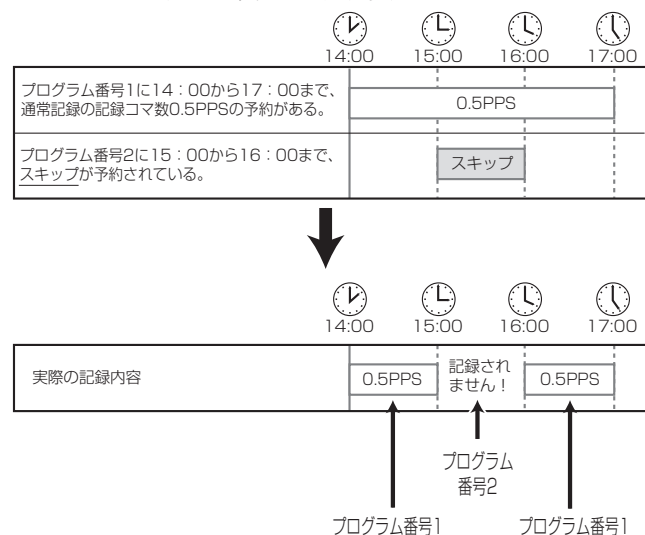 14:00 15:00 16:00 17:00
プログラム番号1に14：00から17：00まで、
通常記録の記録コマ数0.5PPSの予約がある。
0.5PPS
プログラム番号2に15：00から16：00まで、
スキップが予約されている。
スキップ
14:00 15:00 16:00 17:00
実際の記録内容
0.5PPS
記録され
ません！
0.5PPS
プログラム
番号2
プログラム番号1
プログラム番号1